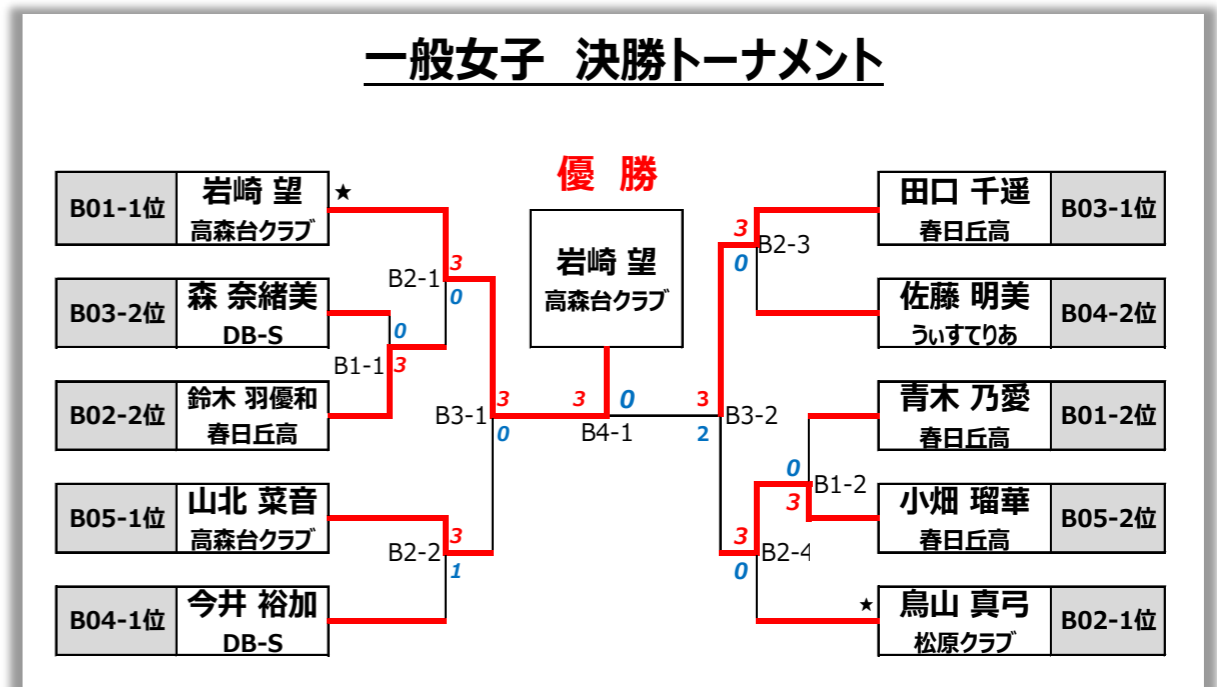 一般女子 決勝トーナメント
優 勝
岩崎 望
高森台クラブ
B01-1位
岩崎 望
高森台クラブ
★
B03-2位
森 奈緒美
DB-S
B02-2位
鈴木 羽優和
春日丘高
B05-1位
山北 菜音
高森台クラブ
B04-1位
今井 裕加
DB-S
B2-1
3
0
B1-1
0
3
B3-1
3
0
B2-2
3
1
3
0
B4-1
3
2
B3-2
3
0
B2-3
0
3
B1-2
3
0
B2-4
田口 千遥
春日丘高
B03-1位
佐藤 明美
うぃすてりあ
B04-2位
青木 乃愛
春日丘高
B01-2位
小畑 瑠華
春日丘高
B05-2位
★
鳥山 真弓
松原クラブ
B02-1位